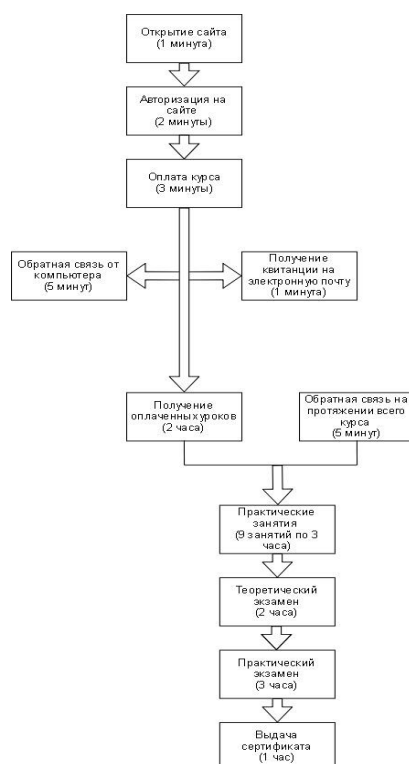 Открытие сайта
(1 минута)
Авторизация на
сайте
(2 минуты)
Оплата курса
(3 минуты)
Обратная связь от
компьютера
(5 минут)
Получение
квитанции на
электронную почту
(1 минута)
Получение
оплаченных уроков
(2 часа)
Обратная связь на
протяжении всего
курса
(5 минут)
Практические
занятия
(9 занятий по 3
часа)
Теоретический
экзамен
(2 часа)
Практический
экзамен
(3 часа)
Выдача
сертификата
(1 час)